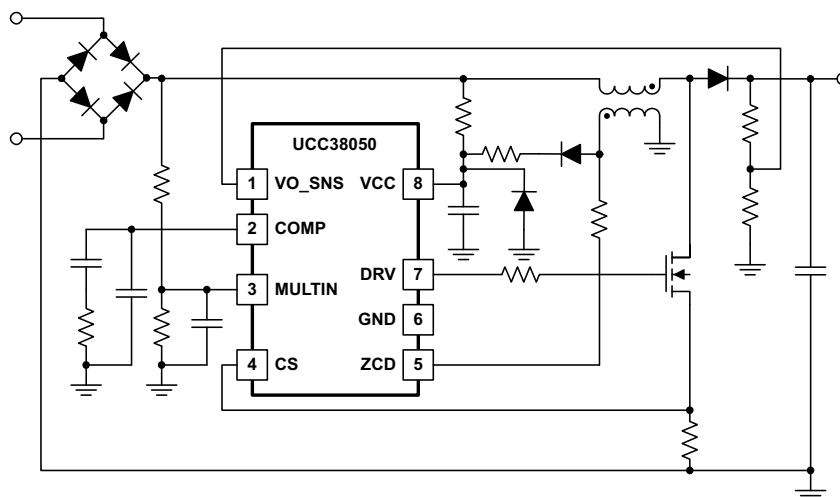 UCC38050
1 VO_SNS VCC 8
2 COMP
DRV 7
3 MULTIN
GND 6
4 CS ZCD 5